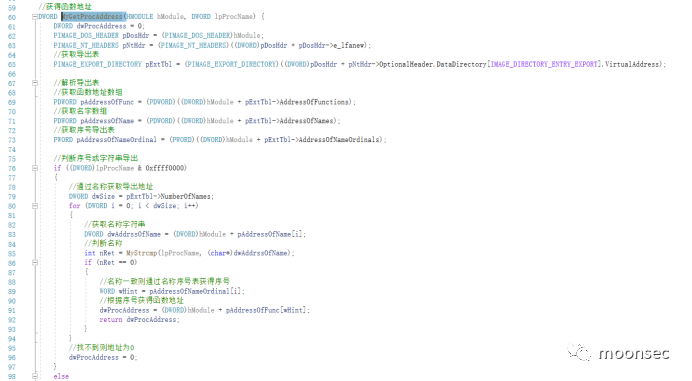 59 //获得函数地址
60 DWORD MyGetProcAddress(HMODULE hModule, DWORD lpProcName) {
61 DWORD dwProcAddress = 0;
62 PIMAGE_DOS_HEADER pDosHdr = (PIMAGE_DOS_HEADER)hModule;
63 PIMAGE_NT_HEADERS pNtHdr = (PIMAGE_NT_HEADERS)((DWORD)pDosHdr + pDosHdr->e_lfanew);
64 //获取导出表
65 PIMAGE_EXPORT_DIRECTORY pExtTbl = (PIMAGE_EXPORT_DIRECTORY)((DWORD)pDosHdr + pNtHdr->OptionalHeader.DataDirectory[IMAGE_DIRECTORY_ENTRY_EXPORT].VirtualAddress);
66
67 //解析导出表
68 //获取函数地址数组
69 PDWORD pAddressOfFunc = (PDWORD)((DWORD)hModule + pExtTbl->AddressOfFunctions);
70 //获取名字数组
71 PDWORD pAddressOfName = (PDWORD)((DWORD)hModule + pExtTbl->AddressOfNames);
72 //获取序号导出表
73 PWORD pAddressOfNameOrdinal = (PWORD)((DWORD)hModule + pExtTbl->AddressOfNameOrdinals);
74
75 //判断序号或字符串导出
76 if ((DWORD)lpProcName & 0xffff0000)
77 {
78 //通过名称获取导出地址
79 DWORD dwSize = pExtTbl->NumberOfNames;
80 for (DWORD i = 0; i < dwSize; i++)
81 {
82 //获取名称字符串
83 DWORD dwAddrssOfName = (DWORD)hModule + pAddressOfName[i];
84 //判断名称
85 int nRet = MyStrcmp(lpProcName, (char*)dwAddrssOfName);
86 if (nRet == 0)
87 {
88 //名称一致则通过名称序号表获得序号
89 WORD wHint = pAddressOfNameOrdinal[i];
90 //根据序号获得函数地址
91 dwProcAddress = (DWORD)hModule + pAddressOfFunc[wHint];
92 return dwProcAddress;
93 }
94 }
95 //找不到则地址为0
96 dwProcAddress = 0;
97 }
98 else
moonsec